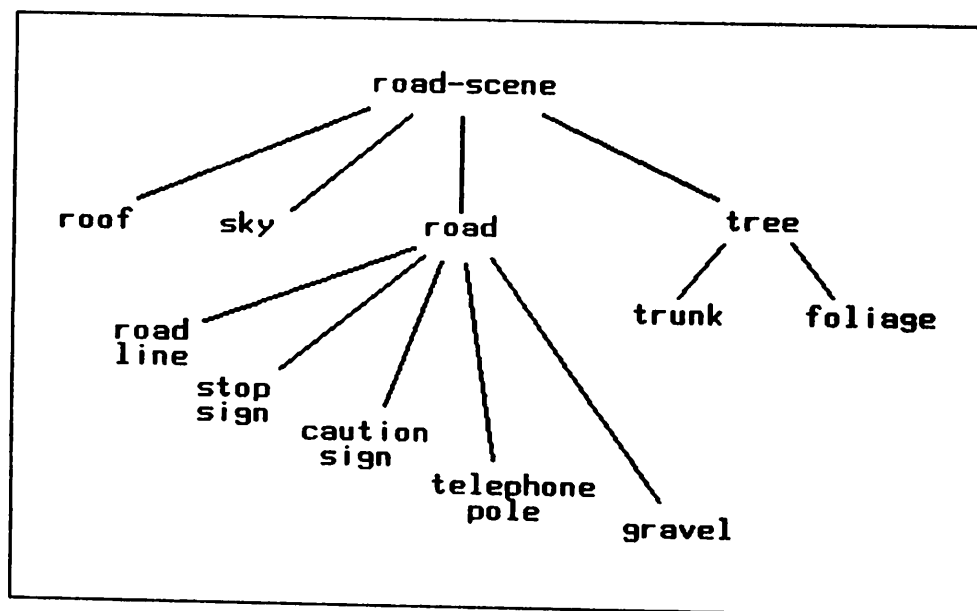 road-scene
roof
sky
road
tree
trunk
foliage
road
line
stop
sign
caution
sign
telephone
pole
gravel